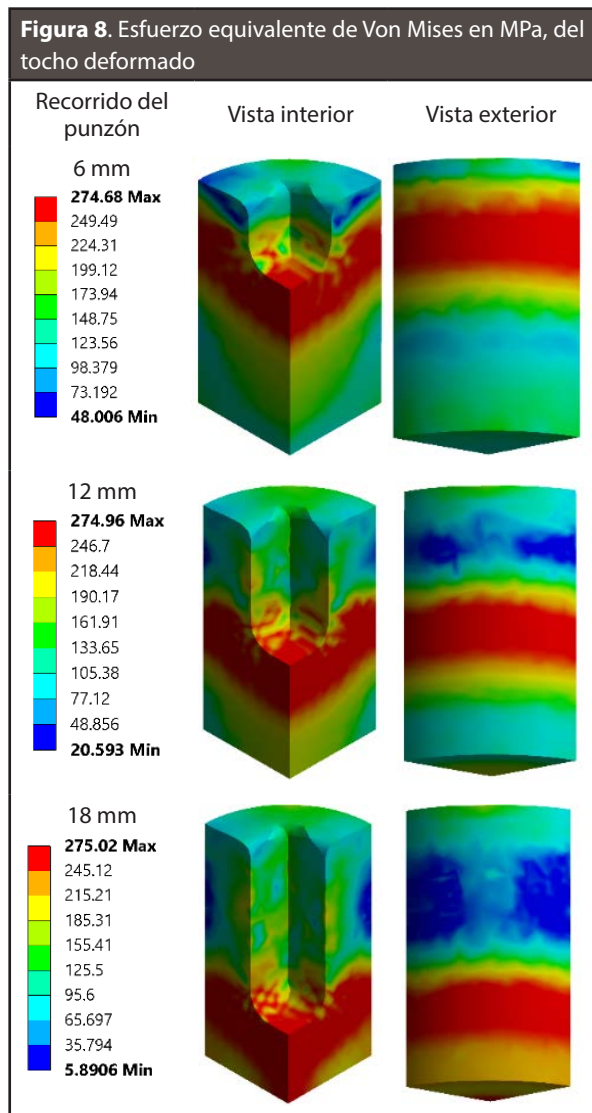 Figura 8. Esfuerzo equivalente de Von Mises en MPa, del
tocho deformado
Recorrido del
punzón
Vista interior
Vista exterior
6 mm
274.68 Max
249.49
224.31
199.12
173.94
148.75
123.56
98.379
73.192
48.006 Min
12 mm
274.96 Max
246.7
218.44
190.17
161.91
133.65
105.38
77.12
48.856
20.593 Min
18 mm
275.02 Max
245.12
215.21
185.31
155.41
125.5
95.6
65.697
35.794
5.8906 Min